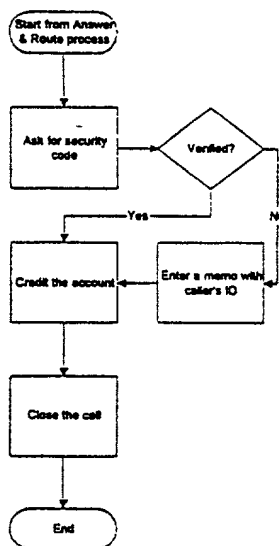 Start from Answer
& Route process
Ask for security
code
Verified?
Yes
N
Credit the account
Enter a memo with
caller's ID
Close the call
End